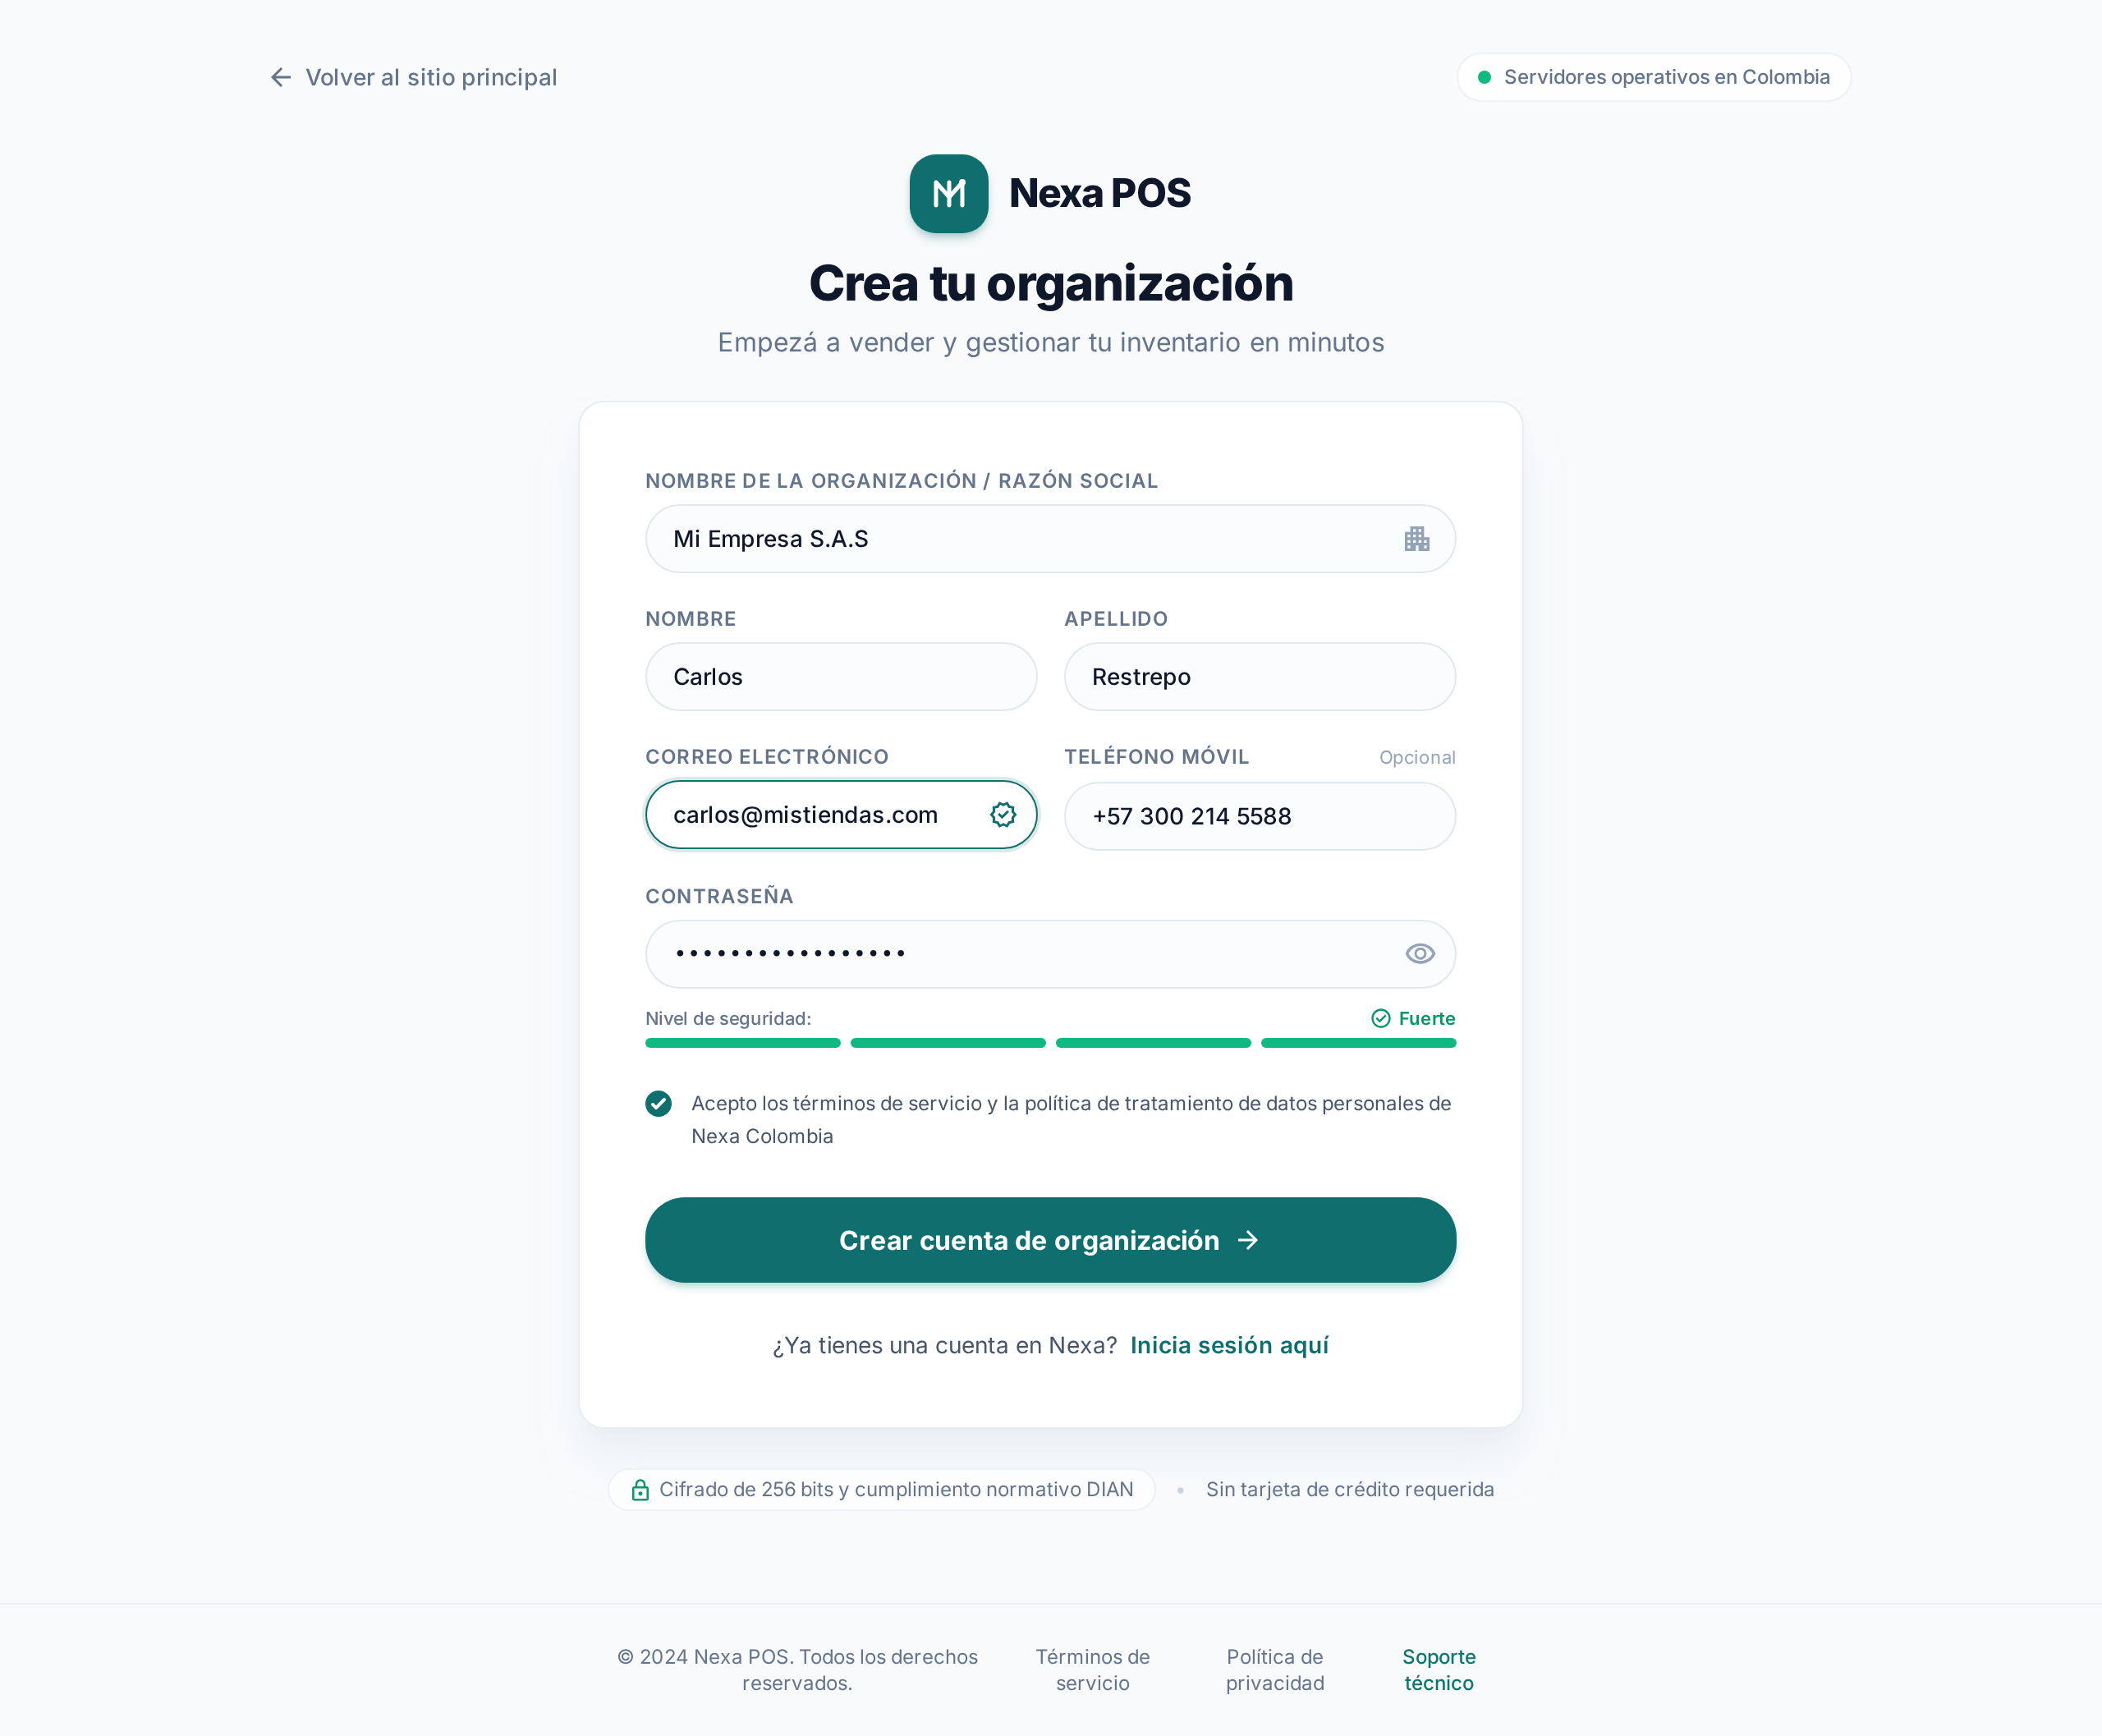 Volver al sitio principal
Servidores operativos en Colombia
Nexa POS
Crea tu organización
Empezá a vender y gestionar tu inventario en minutos
NOMBRE DE LA ORGANIZACIÓN / RAZÓN SOCIAL
Mi Empresa S.A.S
NOMBRE
APELLIDO
Carlos
Restrepo
CORREO ELECTRÓNICO
TELÉFONO MÓVIL
Opcional
carlos@mistiendas.com
+57 300 214 5588
CONTRASEÑA
•••••••••••••••••
Nivel de seguridad:
Fuerte
Acepto los términos de servicio y la política de tratamiento de datos personales de
Nexa Colombia
Crear cuenta de organización
¿Ya tienes una cuenta en Nexa? Inicia sesión aquí
Cifrado de 256 bits y cumplimiento normativo DIAN
•
Sin tarjeta de crédito requerida
© 2024 Nexa POS. Todos los derechos
reservados.
Términos de
servicio
Política de
privacidad
Soporte
técnico